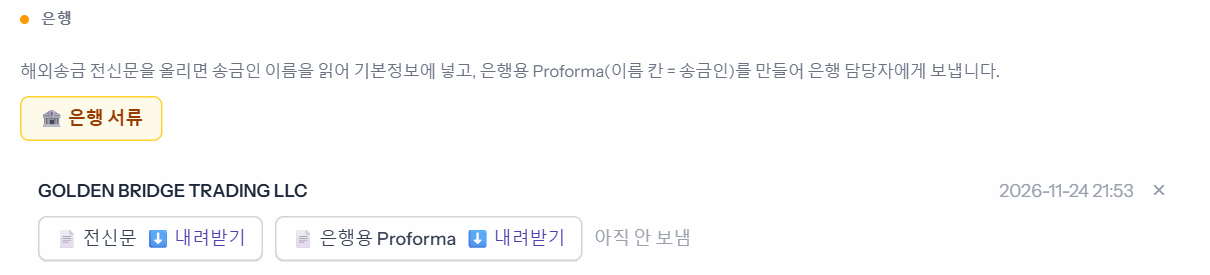 은행
해외송금 전신문을 올리면 송금인 이름을 읽어 기본정보에 넣고, 은행용 Proforma(이름 칸 = 송금인)를 만들어 은행 담당자에게 보냅니다.
은행 서류
GOLDEN BRIDGE TRADING LLC 2026-11-24 21:53 ✕
전신문 내려받기 은행용 Proforma 내려받기 아직 안 보냄